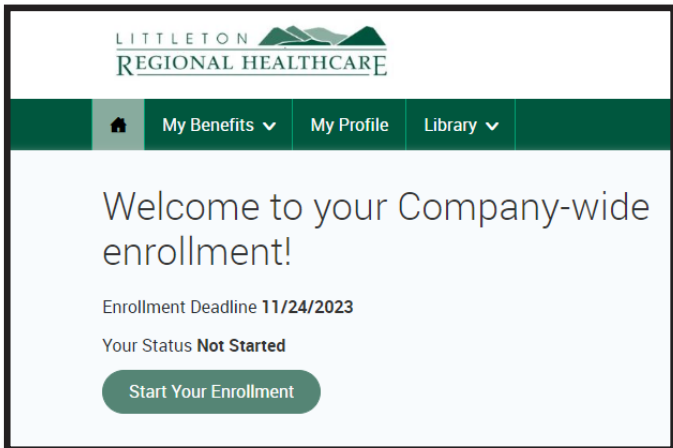 LITTLETON
REGIONAL HEALTHCARE
My Benefits My Profile Library
Welcome to your Company-wide
enrollment!
Enrollment Deadline 11/24/2023
Your Status Not Started
Start Your Enrollment